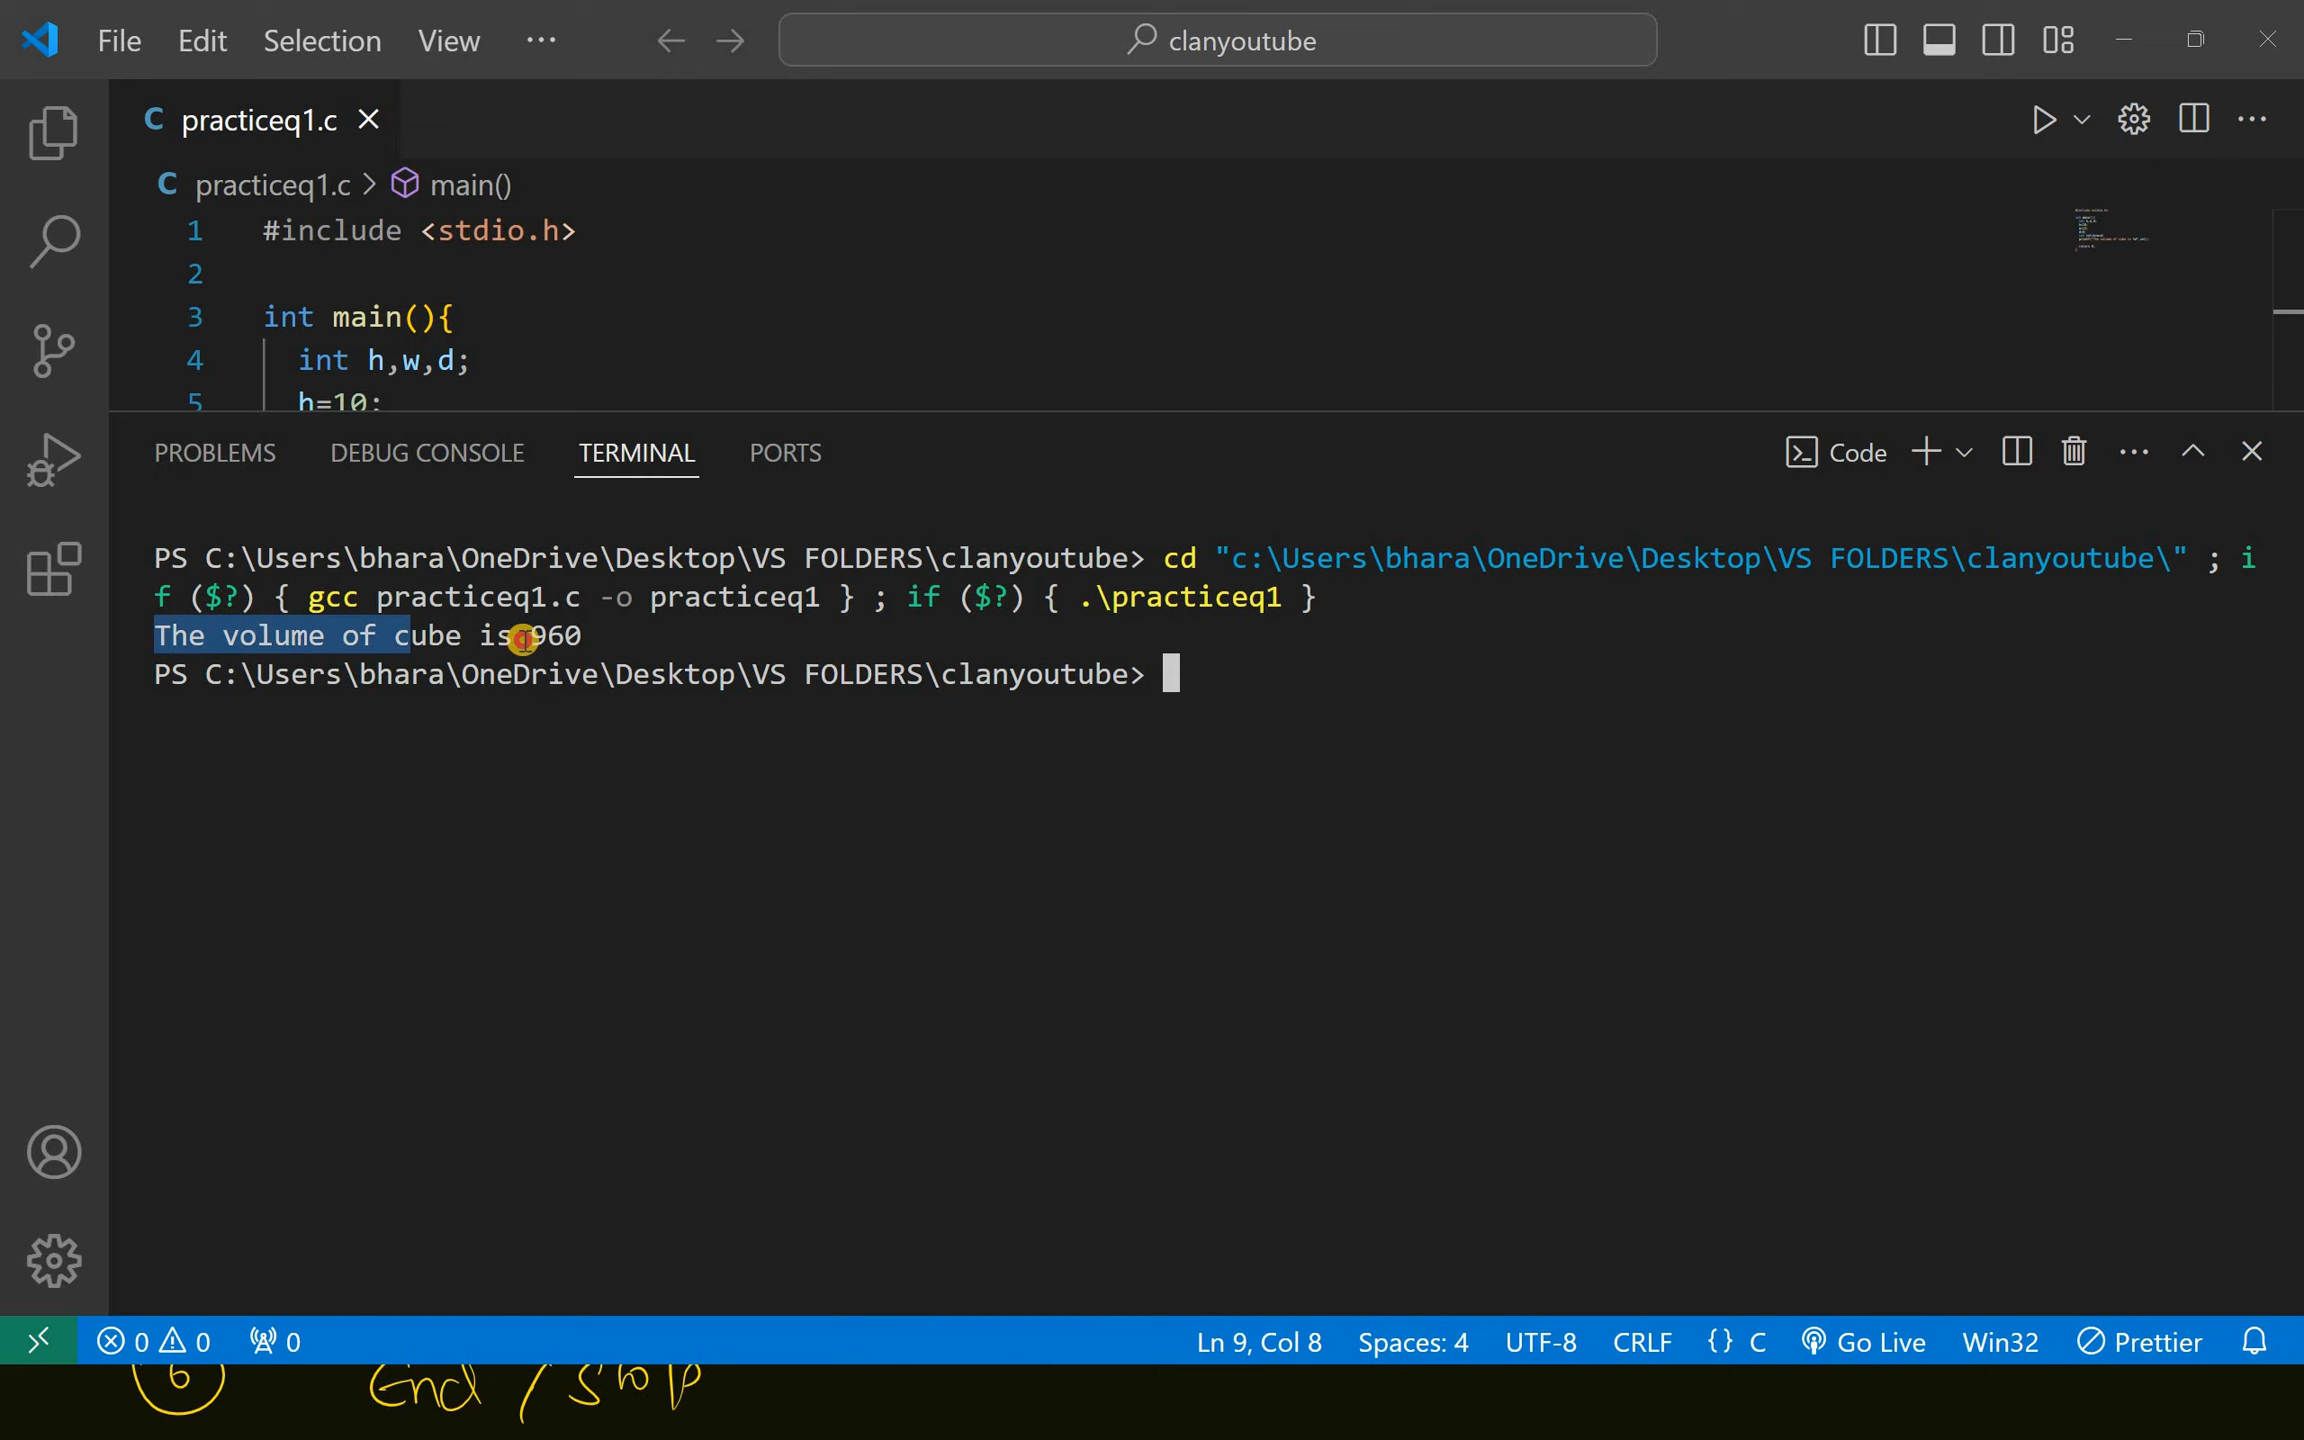 File Edit Selection View ··· clanyoutube
C practiceq1.c
C practiceq1.c > main()
1 #include <stdio.h>
2
3 int main(){
4 int h,w,d;
5 h=10;
PROBLEMS DEBUG CONSOLE TERMINAL PORTS Code
PS C:\Users\bhara\OneDrive\Desktop\VS FOLDERS\clanyoutube> cd "c:\Users\bhara\OneDrive\Desktop\VS FOLDERS\clanyoutube\" ; i
f ($?) { gcc practiceq1.c -o practiceq1 } ; if ($?) { .\practiceq1 }
The volume of cube is 960
PS C:\Users\bhara\OneDrive\Desktop\VS FOLDERS\clanyoutube>
0 0 0 Ln 9, Col 8 Spaces: 4 UTF-8 CRLF {} C Go Live Win32 Prettier
6 End / Stop